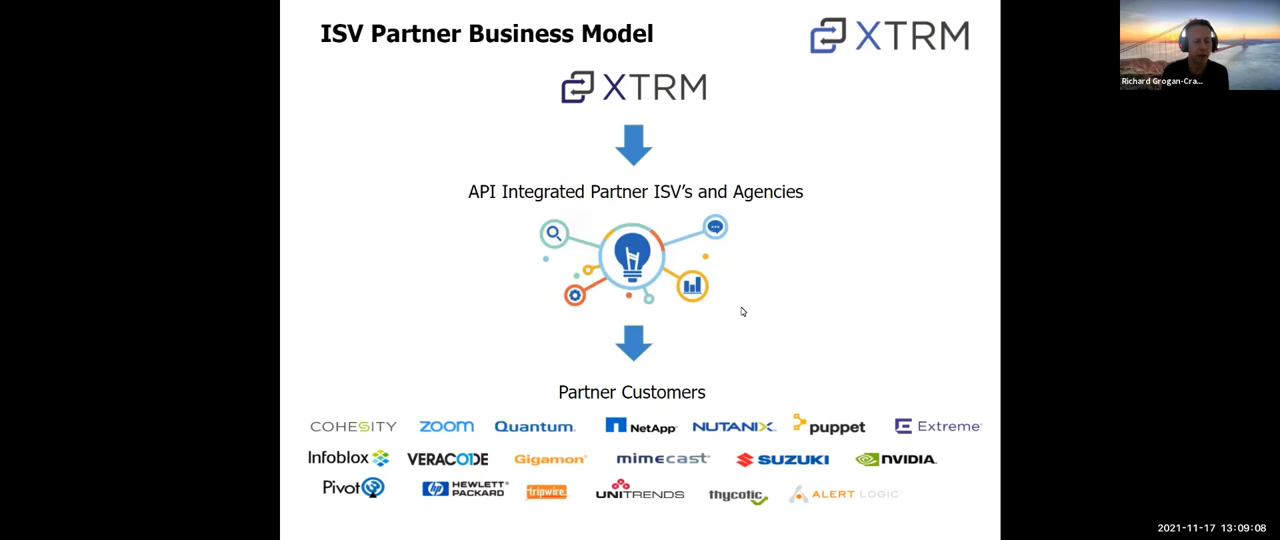 ISV Partner Business Model
XTRM
XTRM
Richard Grogan-Cra...
API Integrated Partner ISV's and Agencies
Partner Customers
COHESITY ZOOM Quantum NetApp NUTANIX puppet Extreme
Infoblox VERACODE Gigamon mimecast SUZUKI NVIDIA
Pivot hp HEWLETT PACKARD tripwire UNITRENDS thycotic ALERT LOGIC
2021-11-17 13:09:08